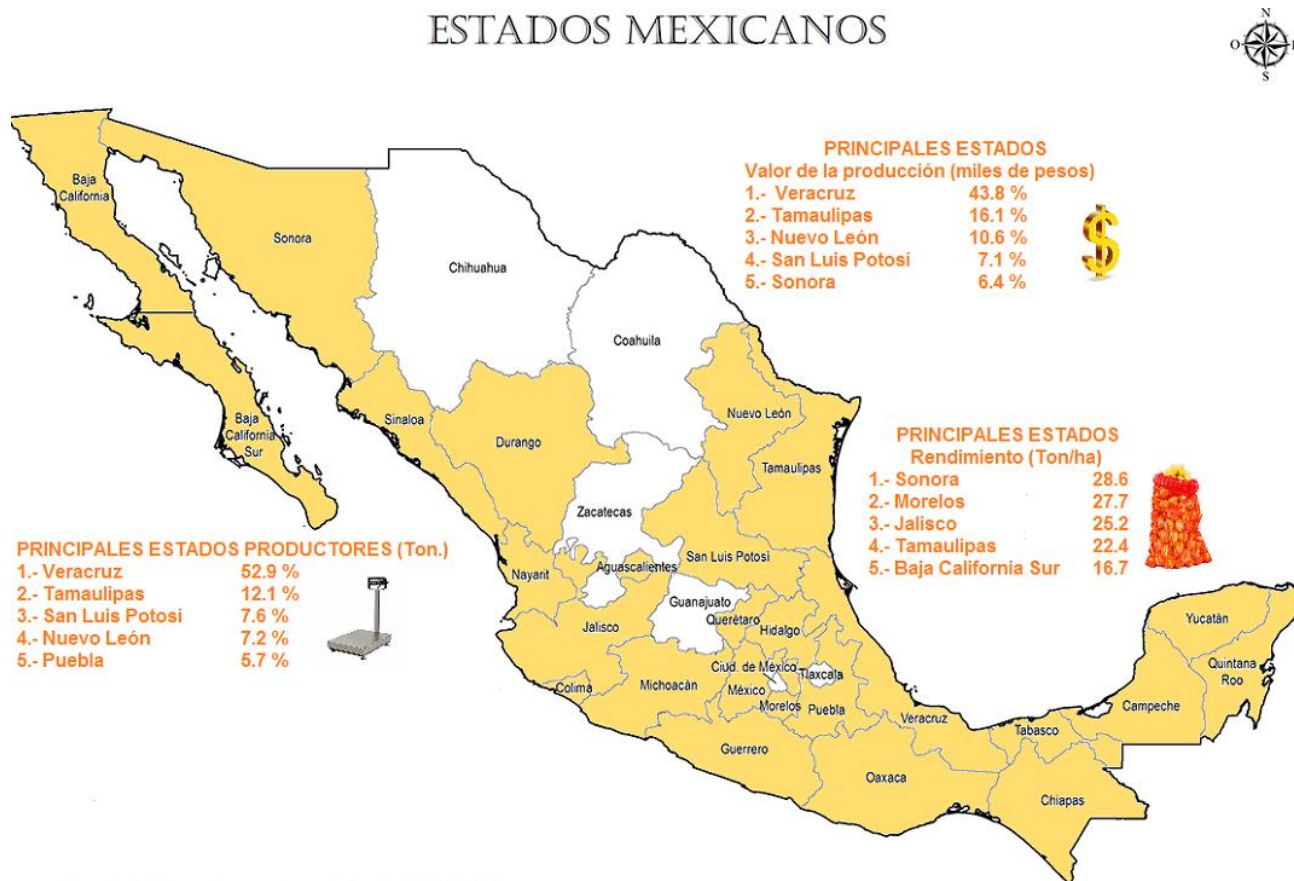 ESTADOS MEXICANOS
N
O
S
PRINCIPALES ESTADOS
Valor de la producción (miles de pesos)
1.- Veracruz 43.8 %
2.- Tamaulipas 16.1 %
3.- Nuevo León 10.6 %
4.- San Luis Potosí 7.1 %
5.- Sonora 6.4 %
Baja
California
Sonora
Chihuahua
Coahuila
Baja
California
Sur
Sinaloa
Durango
Nuevo León
Tamaulipas
Zacatecas
PRINCIPALES ESTADOS
Rendimiento (Ton/ha)
1.- Sonora 28.6
2.- Morelos 27.7
3.- Jalisco 25.2
4.- Tamaulipas 22.4
5.- Baja California Sur 16.7
PRINCIPALES ESTADOS PRODUCTORES (Ton.)
1.- Veracruz 52.9 %
2.- Tamaulipas 12.1 %
3.- San Luis Potosí 7.6 %
4.- Nuevo León 7.2 %
5.- Puebla 5.7 %
Nayarit
Aguascalientes
San Luis Potosí
Guanajuato
Querétaro
Hidalgo
Jalisco
Colima
Michoacán
Ciud. de México
México
Tlaxcala
Morelos
Puebla
Veracruz
Guerrero
Oaxaca
Tabasco
Chiapas
Campeche
Yucatán
Quintana
Roo